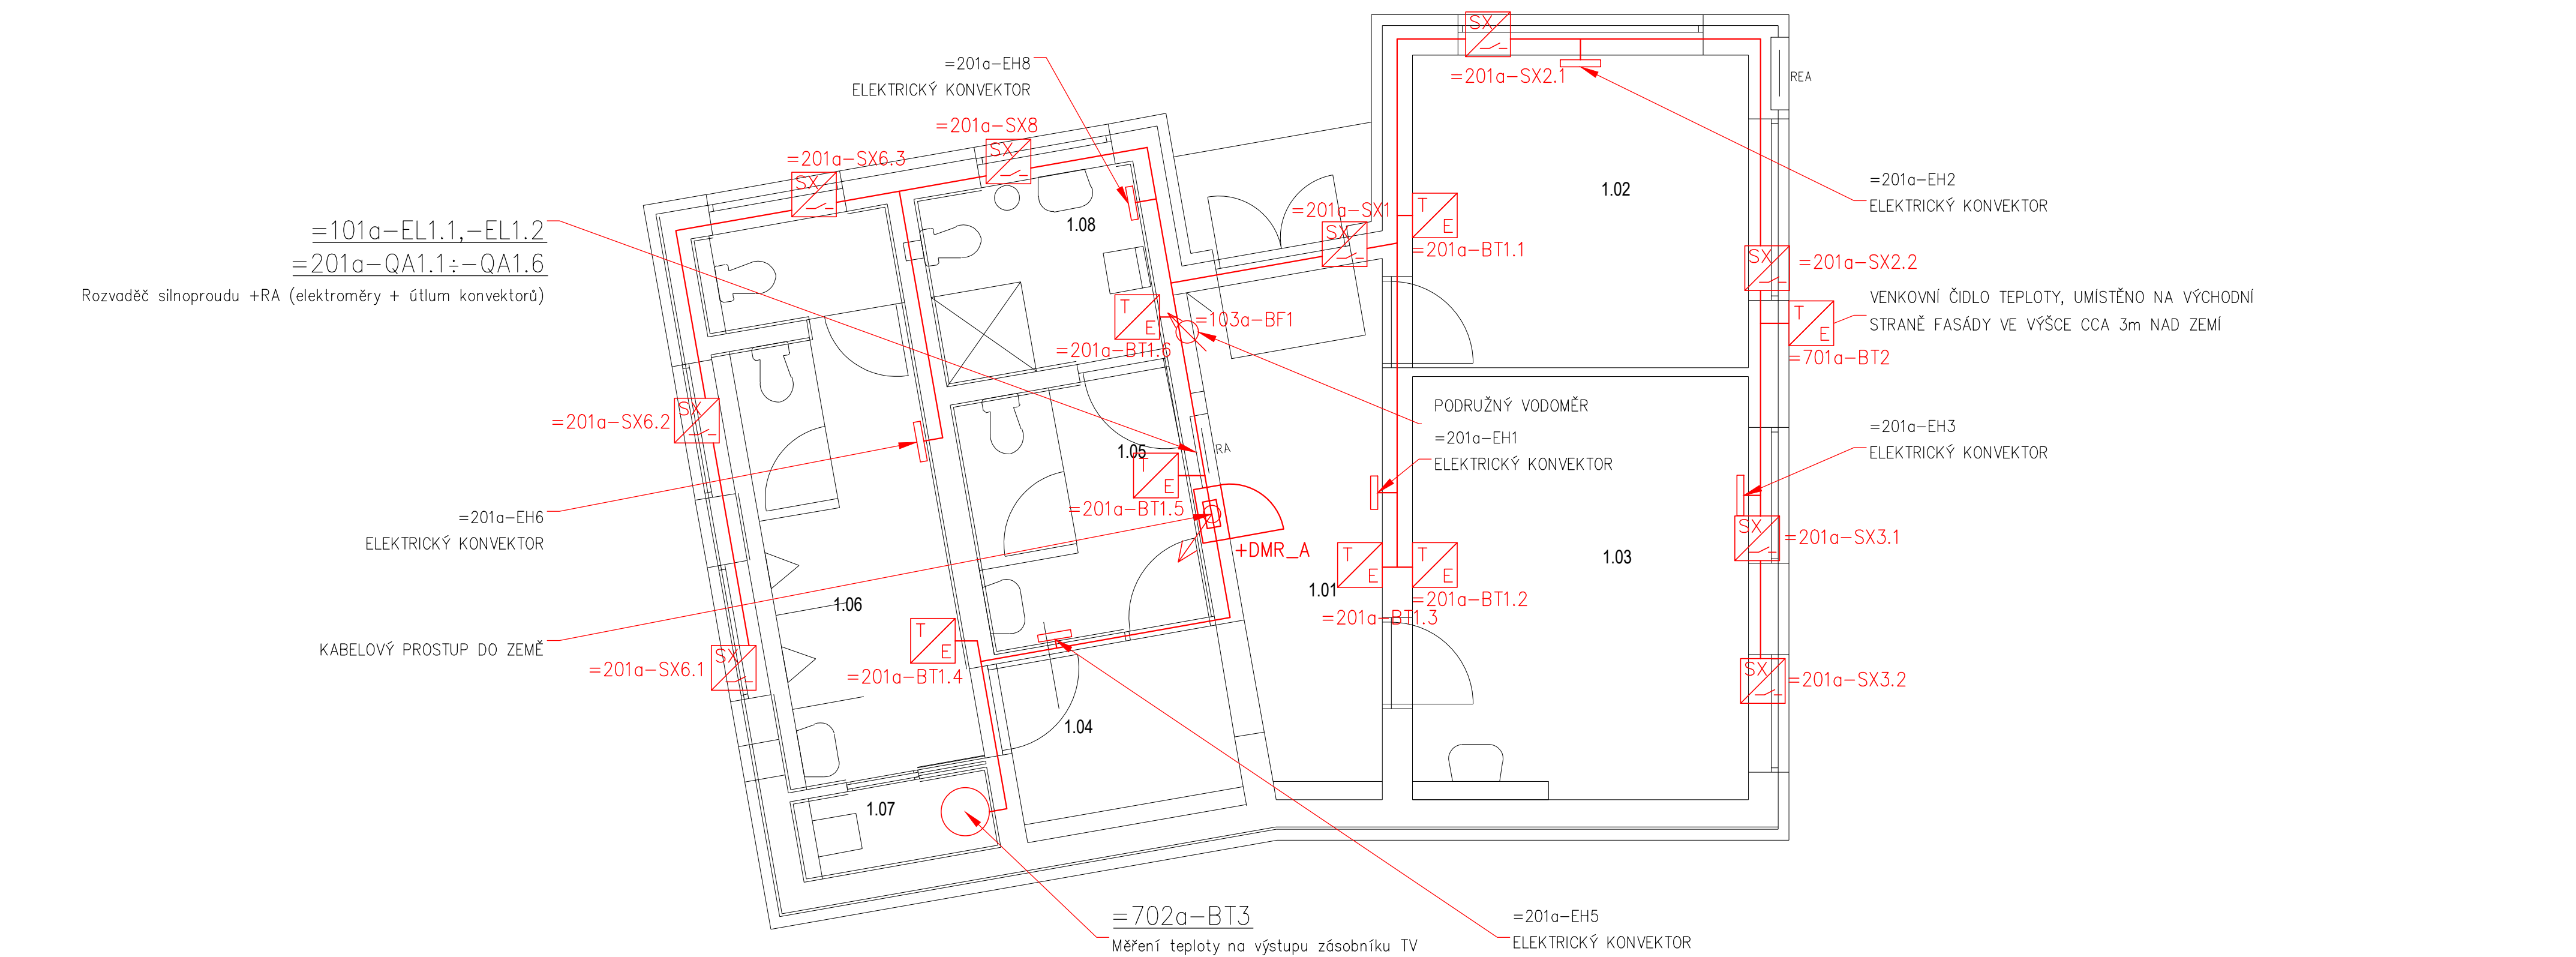 =201a-EH8
ELEKTRICKÝ KONVEKTOR
=201a-SX8
=201a-SX6.3
SX
SX
SX
=201a-SX2.1
REA
1.02
=201a-EH2
ELEKTRICKÝ KONVEKTOR
=101a-EL1.1,-EL1.2
=201a-QA1.1÷-QA1.6
Rozvaděč silnoproudu +RA (elektroměry + útlum konvektorů)
1.08
=201a-SX1
SX
T
E
=201a-BT1.1
SX
=201a-SX2.2
VENKOVNÍ ČIDLO TEPLOTY, UMÍSTĚNO NA VÝCHODNÍ
STRANĚ FASÁDY VE VÝŠCE CCA 3m NAD ZEMÍ
T
E
=701a-BT2
T
E
=103a-BF1
=201a-BT1.6
PODRUŽNÝ VODOMĚR
=201a-EH1
ELEKTRICKÝ KONVEKTOR
=201a-EH3
ELEKTRICKÝ KONVEKTOR
SX
=201a-SX6.2
1.05
RA
T
E
=201a-BT1.5
=201a-EH6
ELEKTRICKÝ KONVEKTOR
+DMR_A
SX
=201a-SX3.1
1.03
T
E
T
E
1.01
=201a-BT1.2
=201a-BT1.3
1.06
KABELOVÝ PROSTUP DO ZEMĚ
T
E
=201a-BT1.4
SX
=201a-SX6.1
SX
=201a-SX3.2
1.04
1.07
=702a-BT3
Měření teploty na výstupu zásobníku TV
=201a-EH5
ELEKTRICKÝ KONVEKTOR